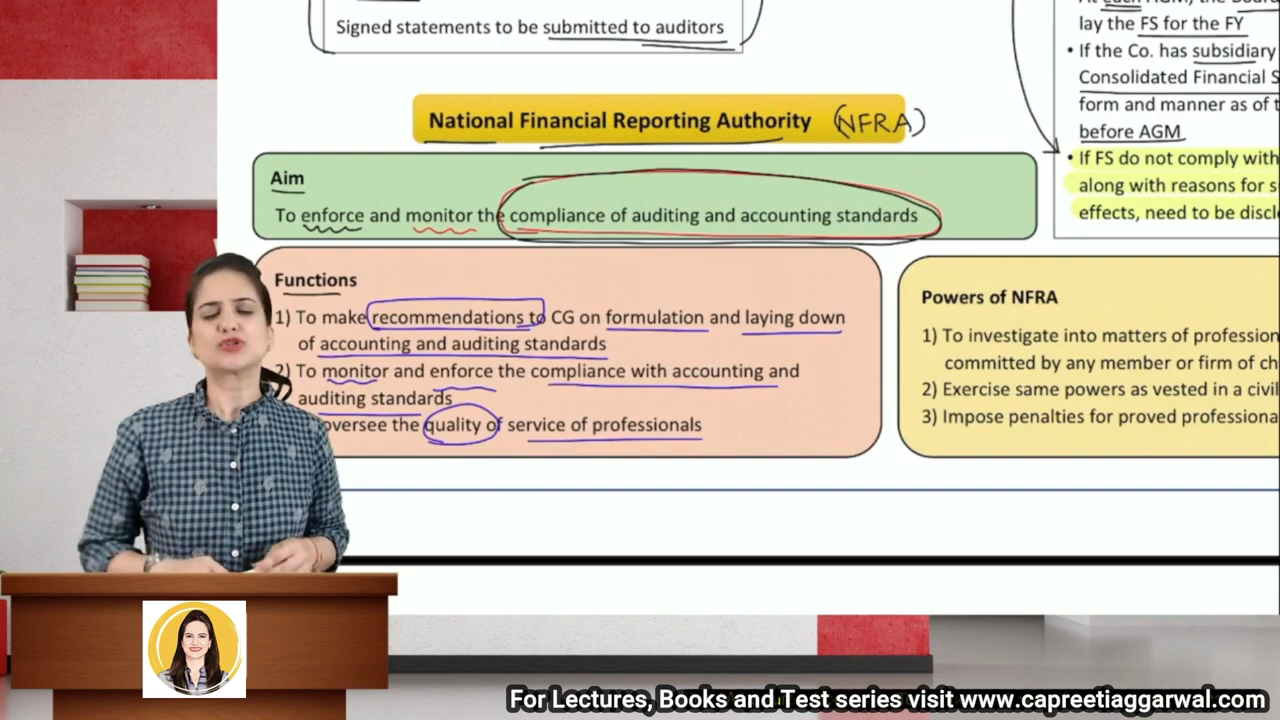 Signed statements to be submitted to auditors
lay the FS for the FY
• If the Co. has subsidiary
Consolidated Financial S
form and manner as of
before AGM
• If FS do not comply with
along with reasons for s
effects, need to be discl
National Financial Reporting Authority (NFRA)
Aim
To enforce and monitor the compliance of auditing and accounting standards
Functions
1) To make recommendations to CG on formulation and laying down
of accounting and auditing standards
2) To monitor and enforce the compliance with accounting and
auditing standards
oversee the quality of service of professionals
Powers of NFRA
1) To investigate into matters of profession
committed by any member or firm of ch
2) Exercise same powers as vested in a civil
3) Impose penalties for proved professiona
For Lectures, Books and Test series visit www.capreetiaggarwal.com